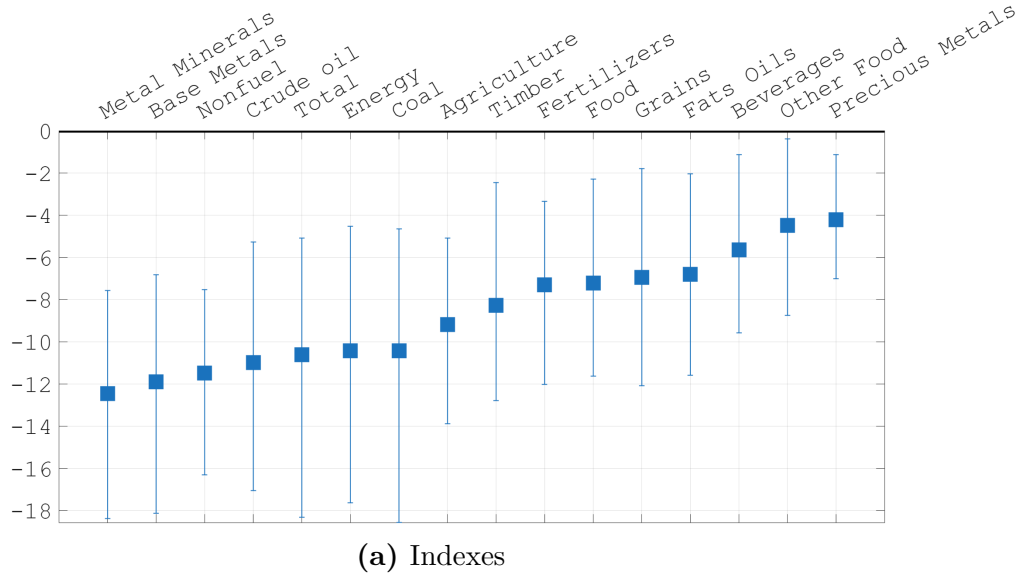 Metal Minerals
Base Metals
Nonfuel
Crude oil
Total
Energy
Coal
Agriculture
Timber
Fertilizers
Food
Grains
Fats Oils
Beverages
Other Food
Precious Metals
0
-2
-4
-6
-8
-10
-12
-14
-16
-18
(a) Indexes